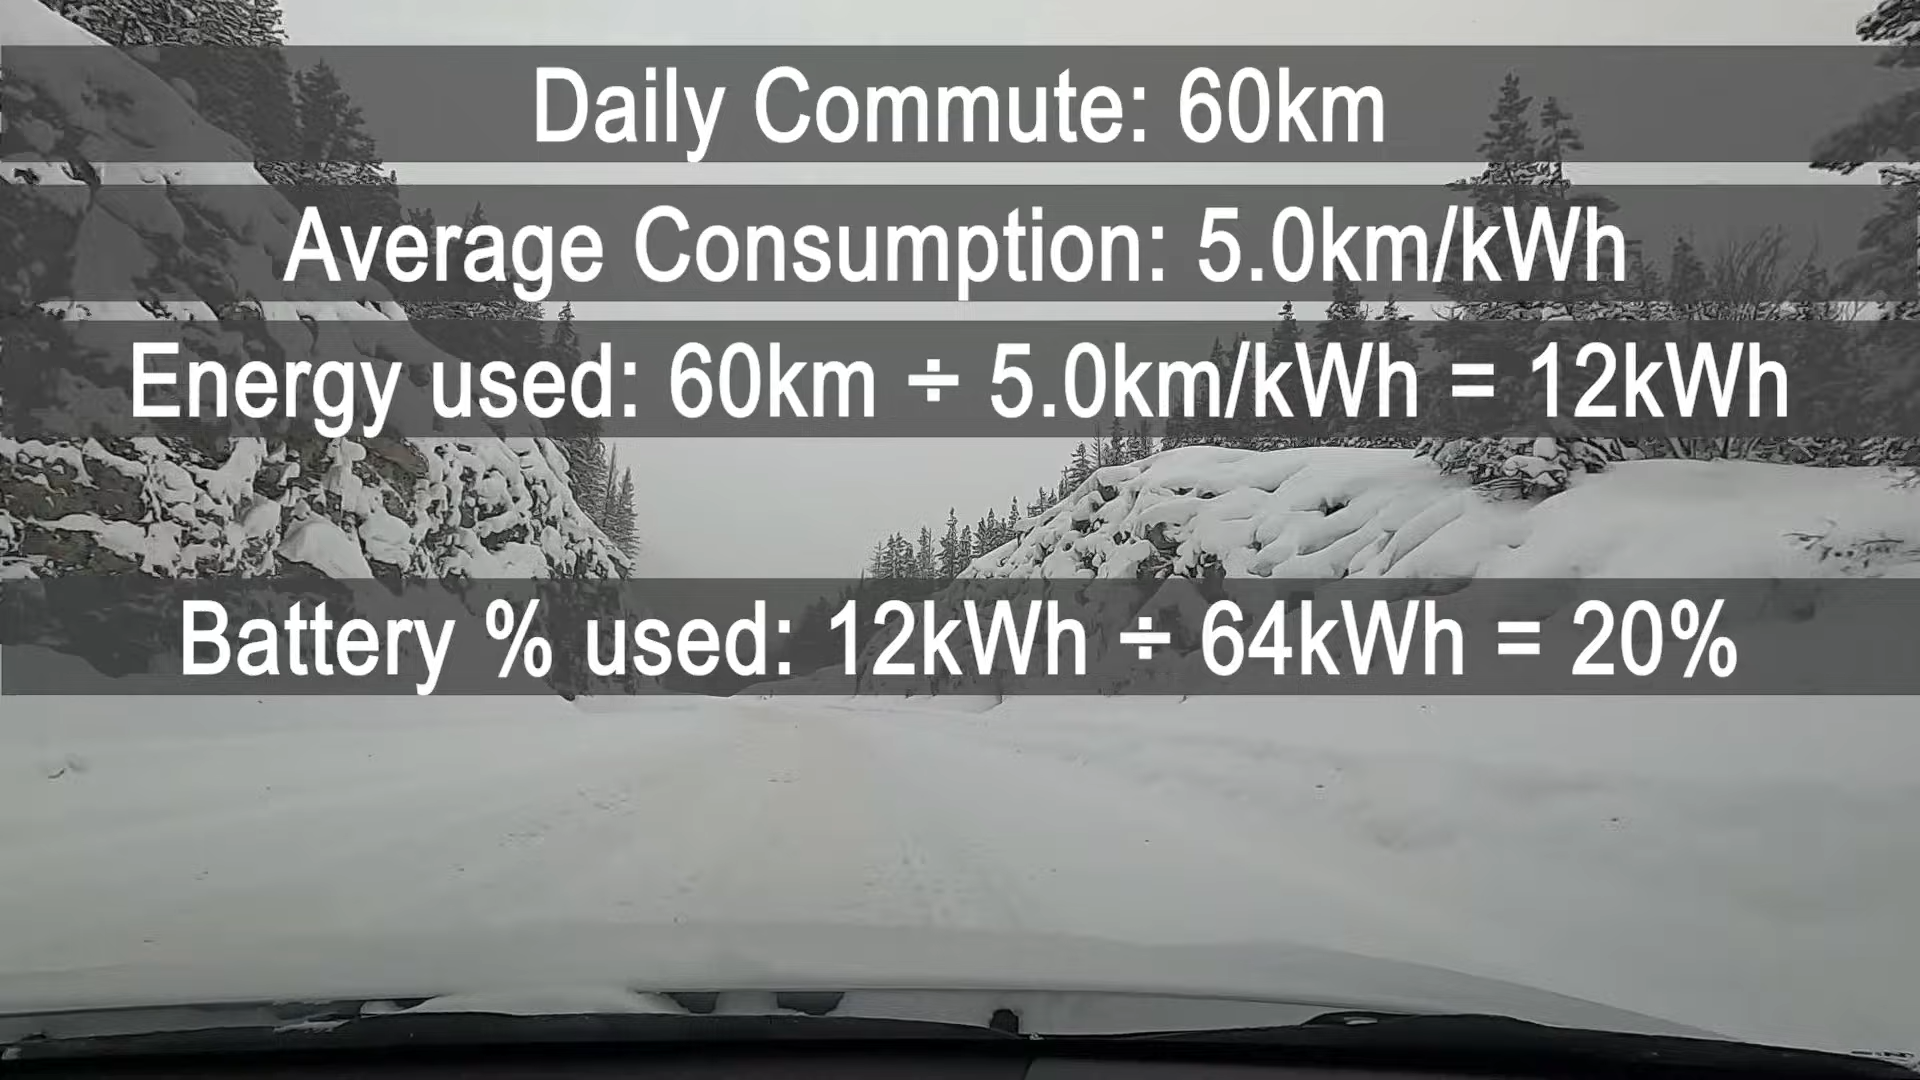 Daily Commute: 60km
Average Consumption: 5.0km/kWh
Energy used: 60km ÷ 5.0km/kWh = 12kWh
Battery % used: 12kWh ÷ 64kWh = 20%